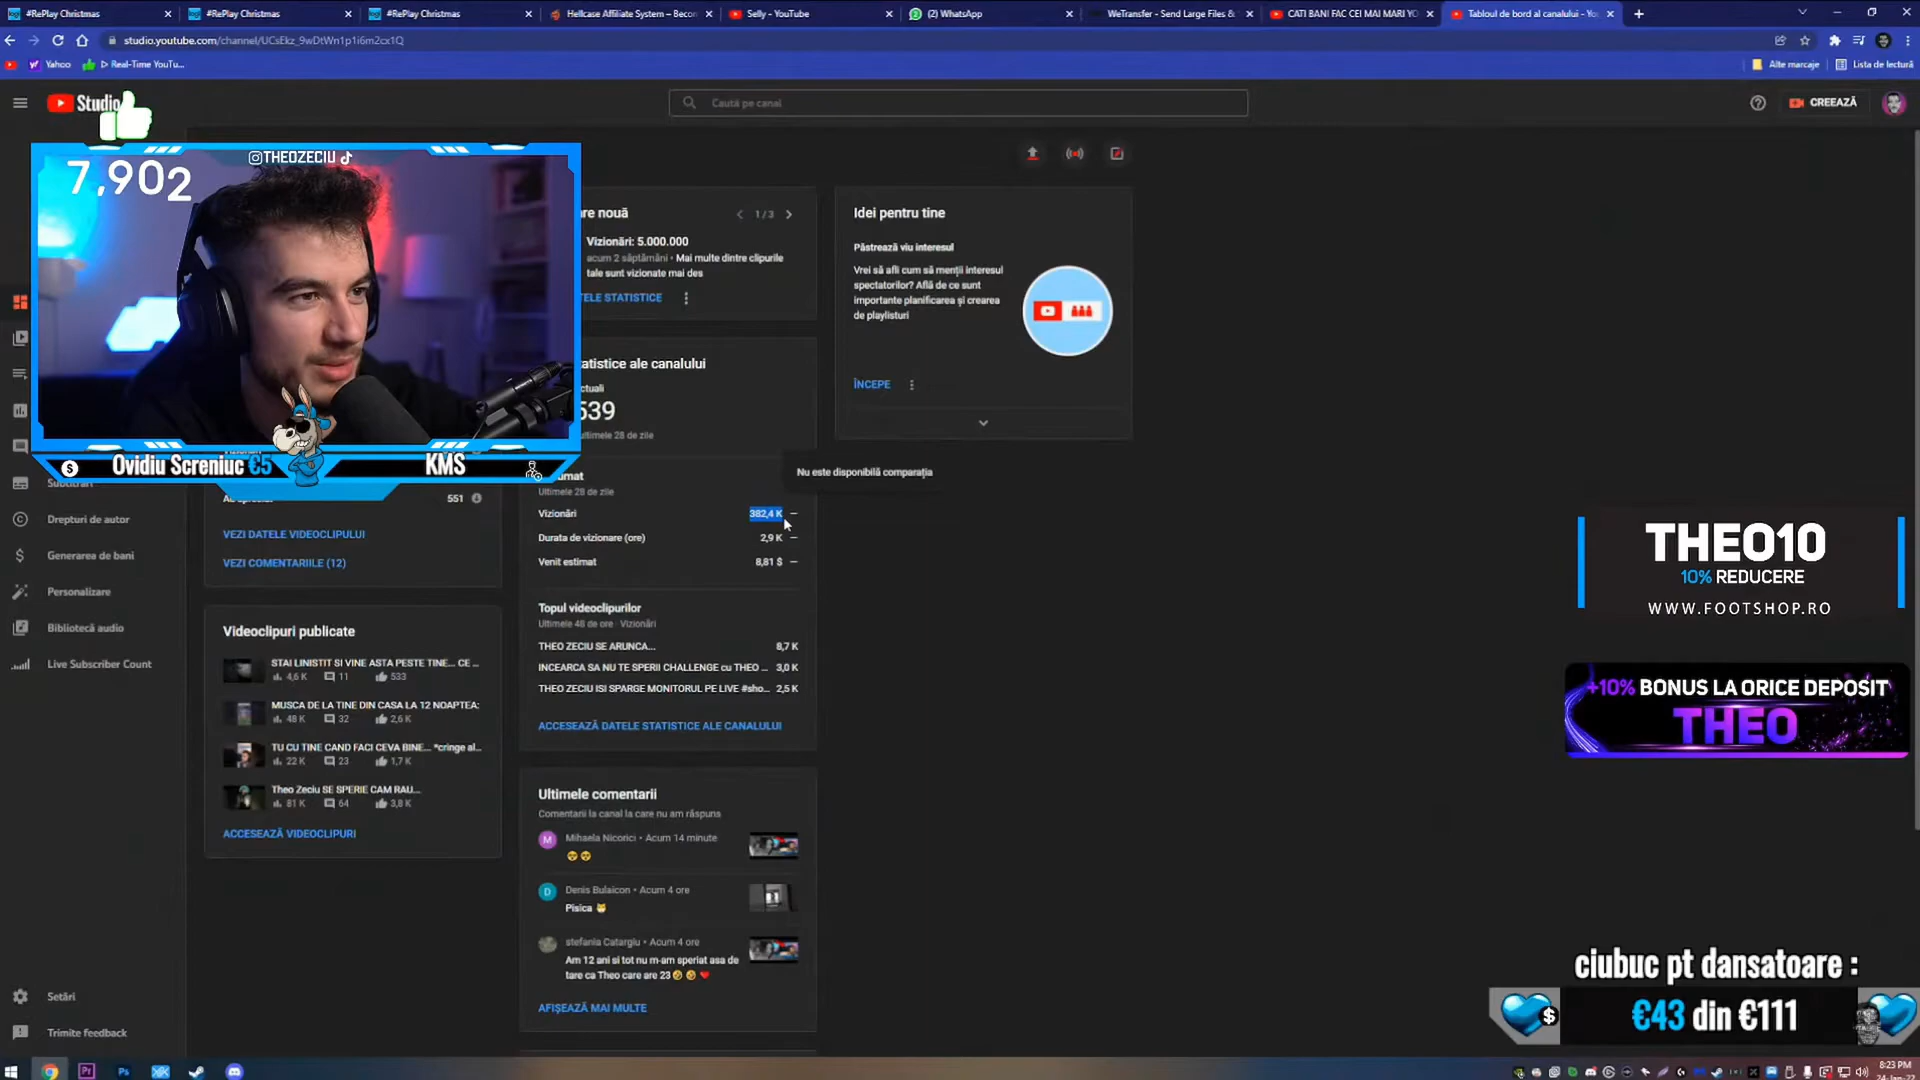 #RePlay Christmas
#RePlay Christmas
#RePlay Christmas
Hellcase Affiliate System – Becon
Selly - YouTube
(2) WhatsApp
WeTransfer - Send Large Files &
CATI BANI FAC CEI MAI MARI YO
Tabloul de bord al canalului - Yo
studio.youtube.com/channel/UCsEkz_9wDtWn1p1i6m2cx1Q
Yahoo
Real-Time YouTu...
Alte marcaje
Lista de lectură
Studio
Caută pe canal
CREEAZĂ
7,902
THEOZECIU
Ovidiu Screniuc €5
KMS
re nouă
1/3
Vizionări: 5.000.000
acum 2 săptămâni • Mai multe dintre clipurile
tale sunt vizionate mai des
TELE STATISTICE
Idei pentru tine
Păstrează viu interesul
Vrei să afli cum să menții interesul
spectatorilor? Află de ce sunt
importante planificarea și crearea
de playlisturi
ÎNCEPE
atistice ale canalului
ctuali
539
ultimele 28 de zile
Nu este disponibilă comparația
umat
Ultimele 28 de zile
Vizionări 382,4 K —
Durata de vizionare (ore) 2,9 K —
Venit estimat 8,81 $ —
Topul videoclipurilor
Ultimele 48 de ore · Vizionări
THEO ZECIU SE ARUNCA... 8,7 K
INCEARCA SA NU TE SPERII CHALLENGE cu THEO ... 3,0 K
THEO ZECIU ISI SPARGE MONITORUL PE LIVE #sho... 2,5 K
ACCESEAZĂ DATELE STATISTICE ALE CANALULUI
551
VEZI DATELE VIDEOCLIPULUI
VEZI COMENTARIILE (12)
Videoclipuri publicate
STAI LINISTIT SI VINE ASTA PESTE TINE... CE ...
4,6 K 11 533
MUSCA DE LA TINE DIN CASA LA 12 NOAPTEA:
48 K 32 2,6 K
TU CU TINE CAND FACI CEVA BINE... *cringe al...
22 K 23 1,7 K
Theo Zeciu SE SPERIE CAM RAU...
81 K 64 3,8 K
ACCESEAZĂ VIDEOCLIPURI
Ultimele comentarii
Comentarii la canal la care nu am răspuns
M
Mihaela Nicorici • Acum 14 minute
D
Denis Bulaicon • Acum 4 ore
Pisica
stefania Catargiu • Acum 4 ore
Am 12 ani si tot nu m-am speriat asa de
tare ca Theo care are 23
AFIȘEAZĂ MAI MULTE
Subtitrări
Drepturi de autor
Generarea de bani
Personalizare
Bibliotecă audio
Live Subscriber Count
Setări
Trimite feedback
THEO10
10% REDUCERE
WWW.FOOTSHOP.RO
+10% BONUS LA ORICE DEPOSIT
THEO
ciubuc pt dansatoare :
€43 din €111
8:23 PM
24-Jan-22